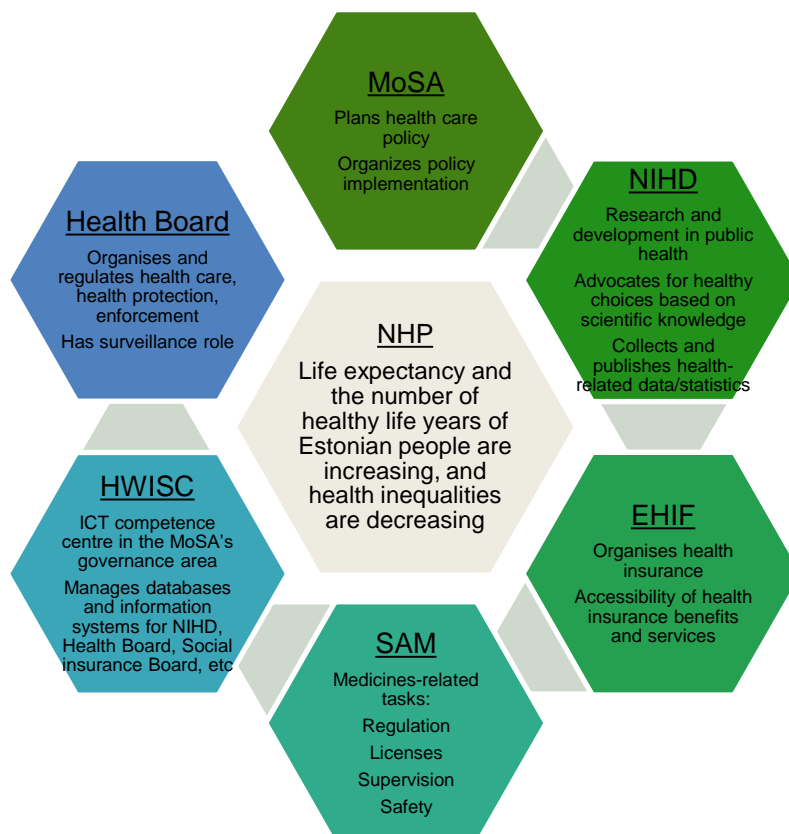 MoSA
Plans health care
policy
Organizes policy
implementation
NIHD
Research and
development in public
health
Advocates for healthy
choices based on
scientific knowledge
Collects and
publishes health-
related data/statistics
Health Board
Organises and
regulates health care,
health protection,
enforcement
Has surveillance role
NHP
Life expectancy and
the number of
healthy life years of
Estonian people are
increasing, and
health inequalities
are decreasing
HWISC
ICT competence
centre in the MoSA's
governance area
Manages databases
and information
systems for NIHD,
Health Board, Social
insurance Board, etc
EHIF
Organises health
insurance
Accessibility of health
insurance benefits
and services
SAM
Medicines-related
tasks:
Regulation
Licenses
Supervision
Safety